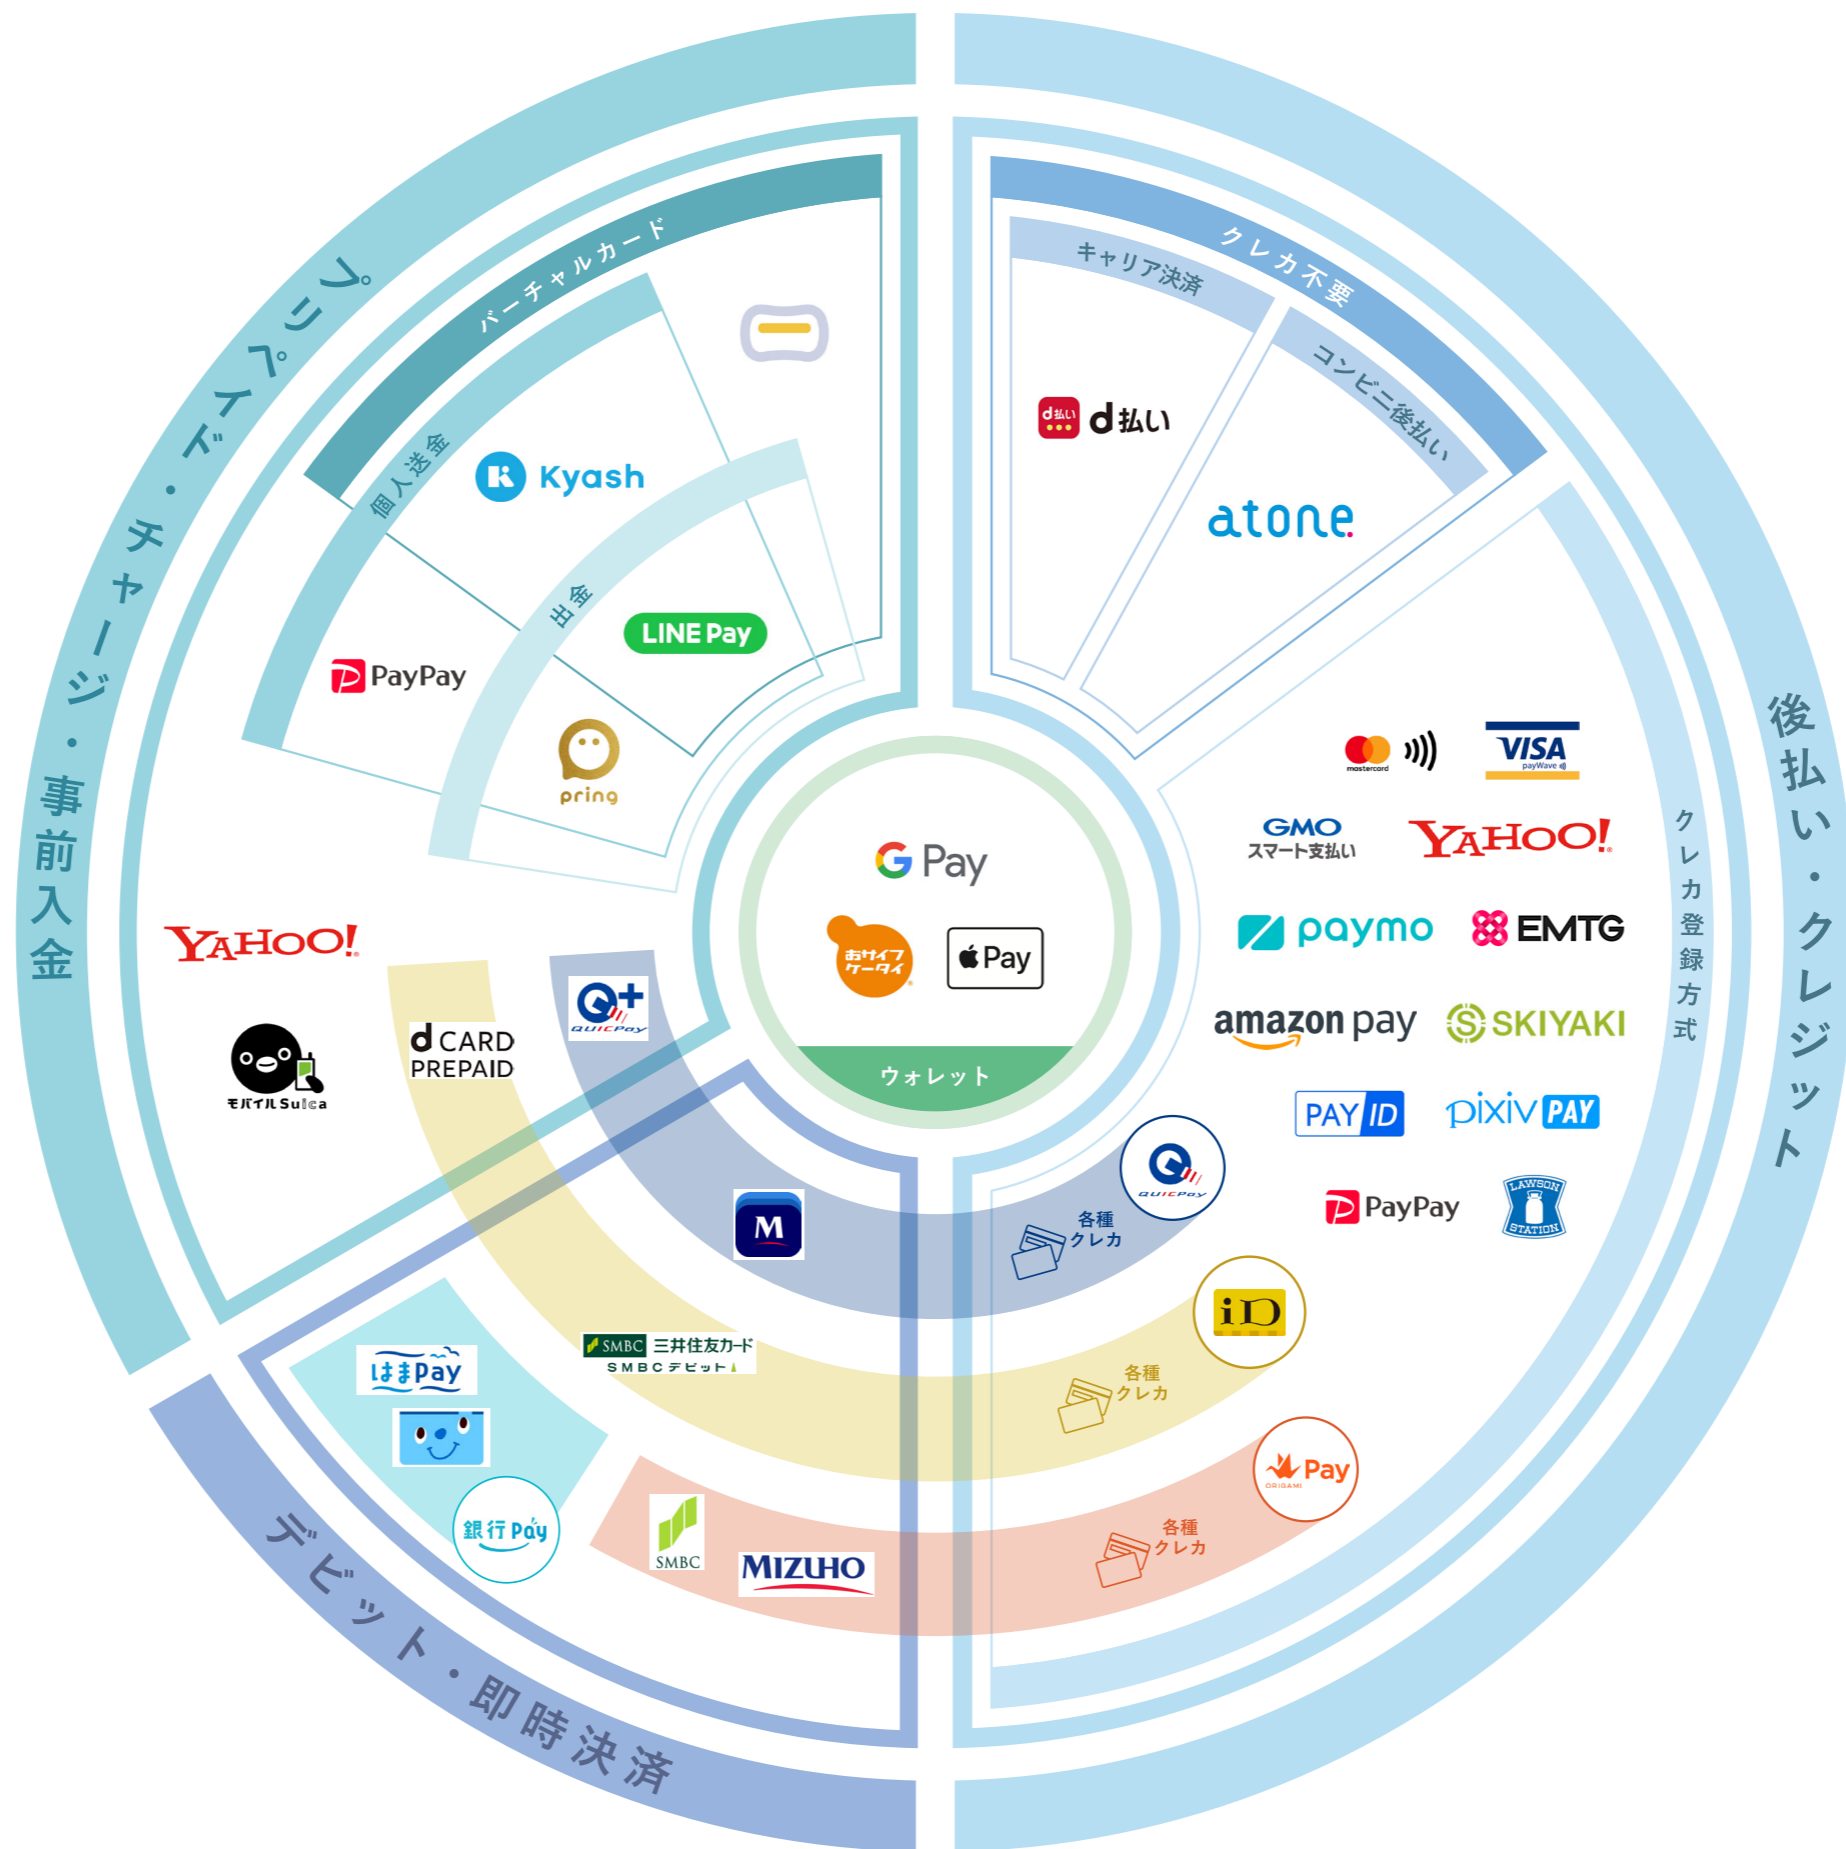 プリペイド・チャージ・事前入金
バーチャルカード
個人送金
Kyash
出金
LINE Pay
PayPay
pring
YAHOO!
モバイルSuica
d CARD
PREPAID
Q+
QUICPay
後払い・クレジット
クレカ不要
キャリア決済
d払い
d払い
コンビニ後払い
atone
クレカ登録方式
mastercard
VISA
payWave
GMO
スマート支払い
YAHOO!
paymo
EMTG
amazon pay
SKIYAKI
PAY ID
pixiv PAY
PayPay
LAWSON
STATION
G Pay
おサイフ
ケータイ
Pay
ウォレット
QUICPay
各種
クレカ
iD
各種
クレカ
Pay
ORIGAMI
各種
クレカ
デビット・即時決済
M
SMBC 三井住友カード
SMBCデビット
はまPay
銀行Pay
SMBC
MIZUHO